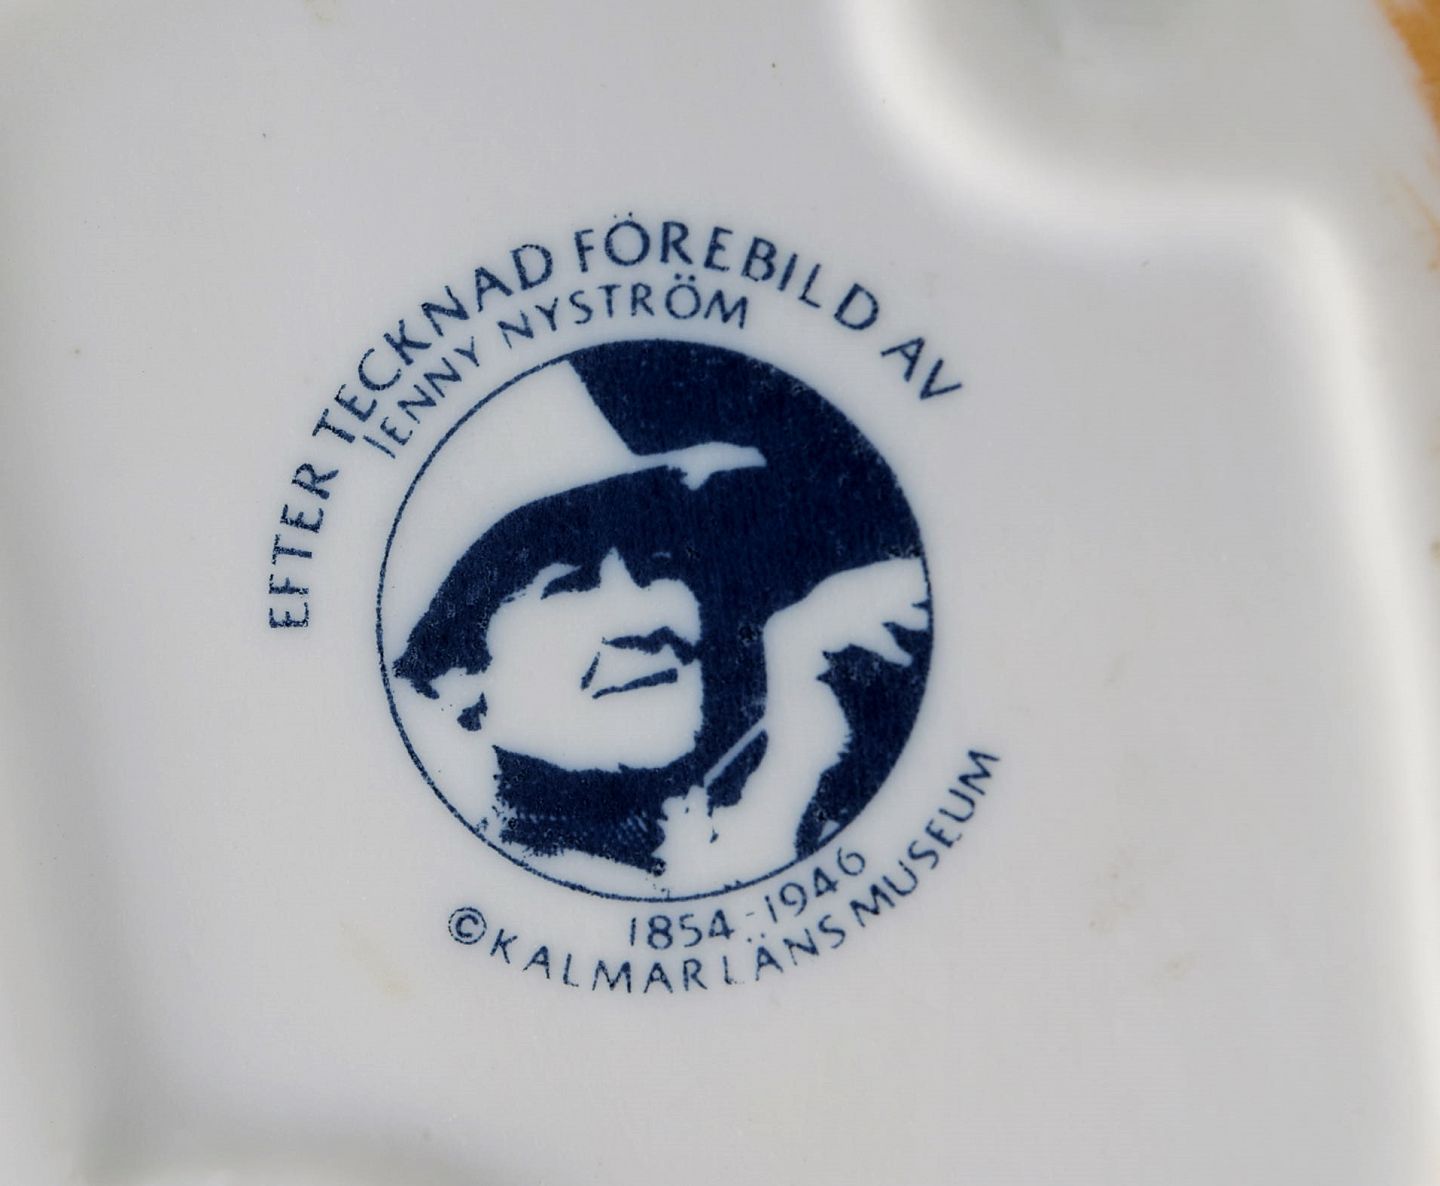 EFTER TECKNAD FÖREBILD AV
JENNY NYSTRÖM
1854-1946
©KALMAR LÄNS MUSEUM